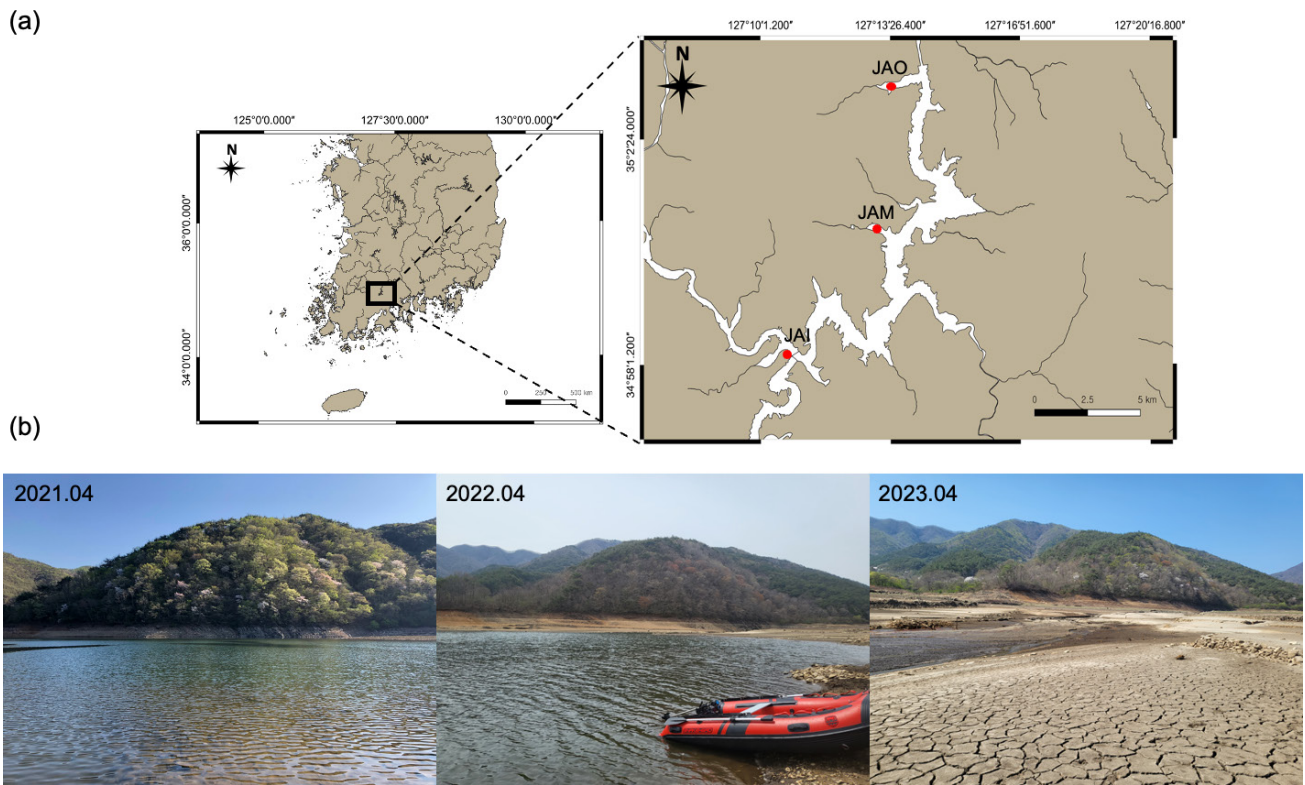 (a)
125°0'0.000" 127°30'0.000" 130°0'0.000"
36°0'0.000"
34°0'0.000"
N
0 250 500 km
127°10'1.200" 127°13'26.400" 127°16'51.600" 127°20'16.800"
35°2'24.000"
34°58'1.200"
N
JAO
JAM
JAI
0 2.5 5 km
(b)
2021.04 2022.04 2023.04